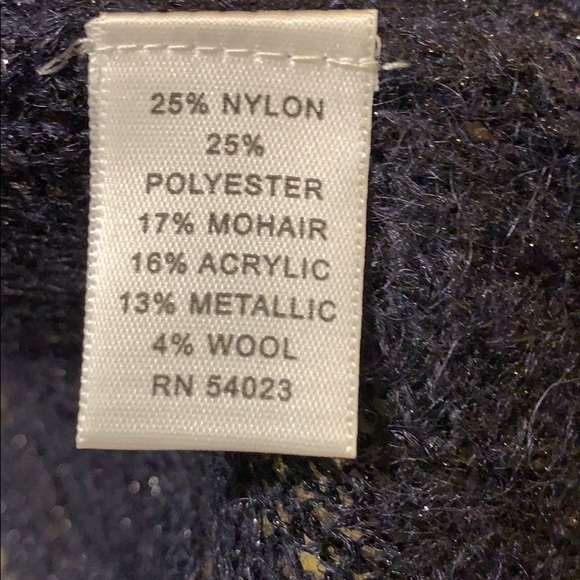 25% NYLON
25%
POLYESTER
17% MOHAIR
16% ACRYLIC
13% METALLIC
4% WOOL
RN 54023